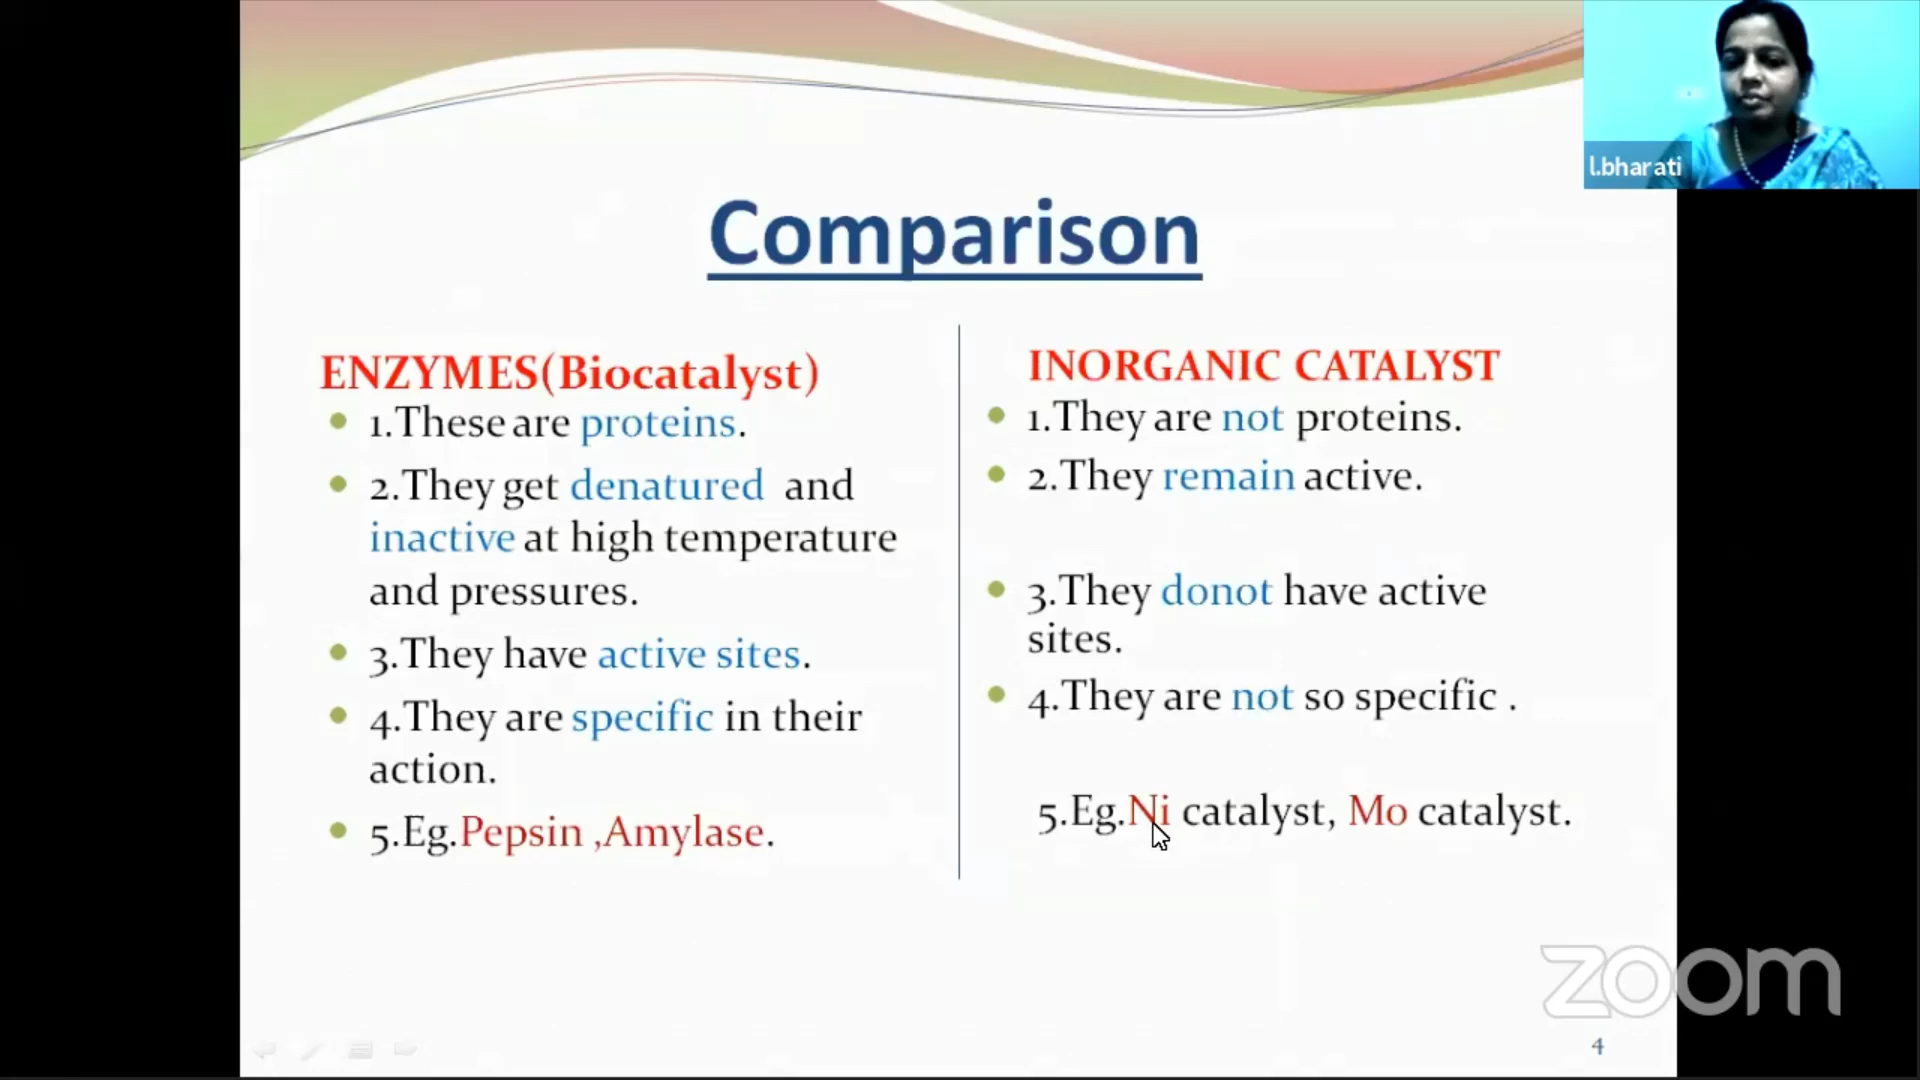 l.bharati
Comparison
ENZYMES(Biocatalyst)
1.These are proteins.
2.They get denatured and
inactive at high temperature
and pressures.
3.They have active sites.
4.They are specific in their
action.
5.Eg.Pepsin ,Amylase.
INORGANIC CATALYST
1.They are not proteins.
2.They remain active.
3.They donot have active
sites.
4.They are not so specific .
5.Eg.Ni catalyst, Mo catalyst.
zoom
4